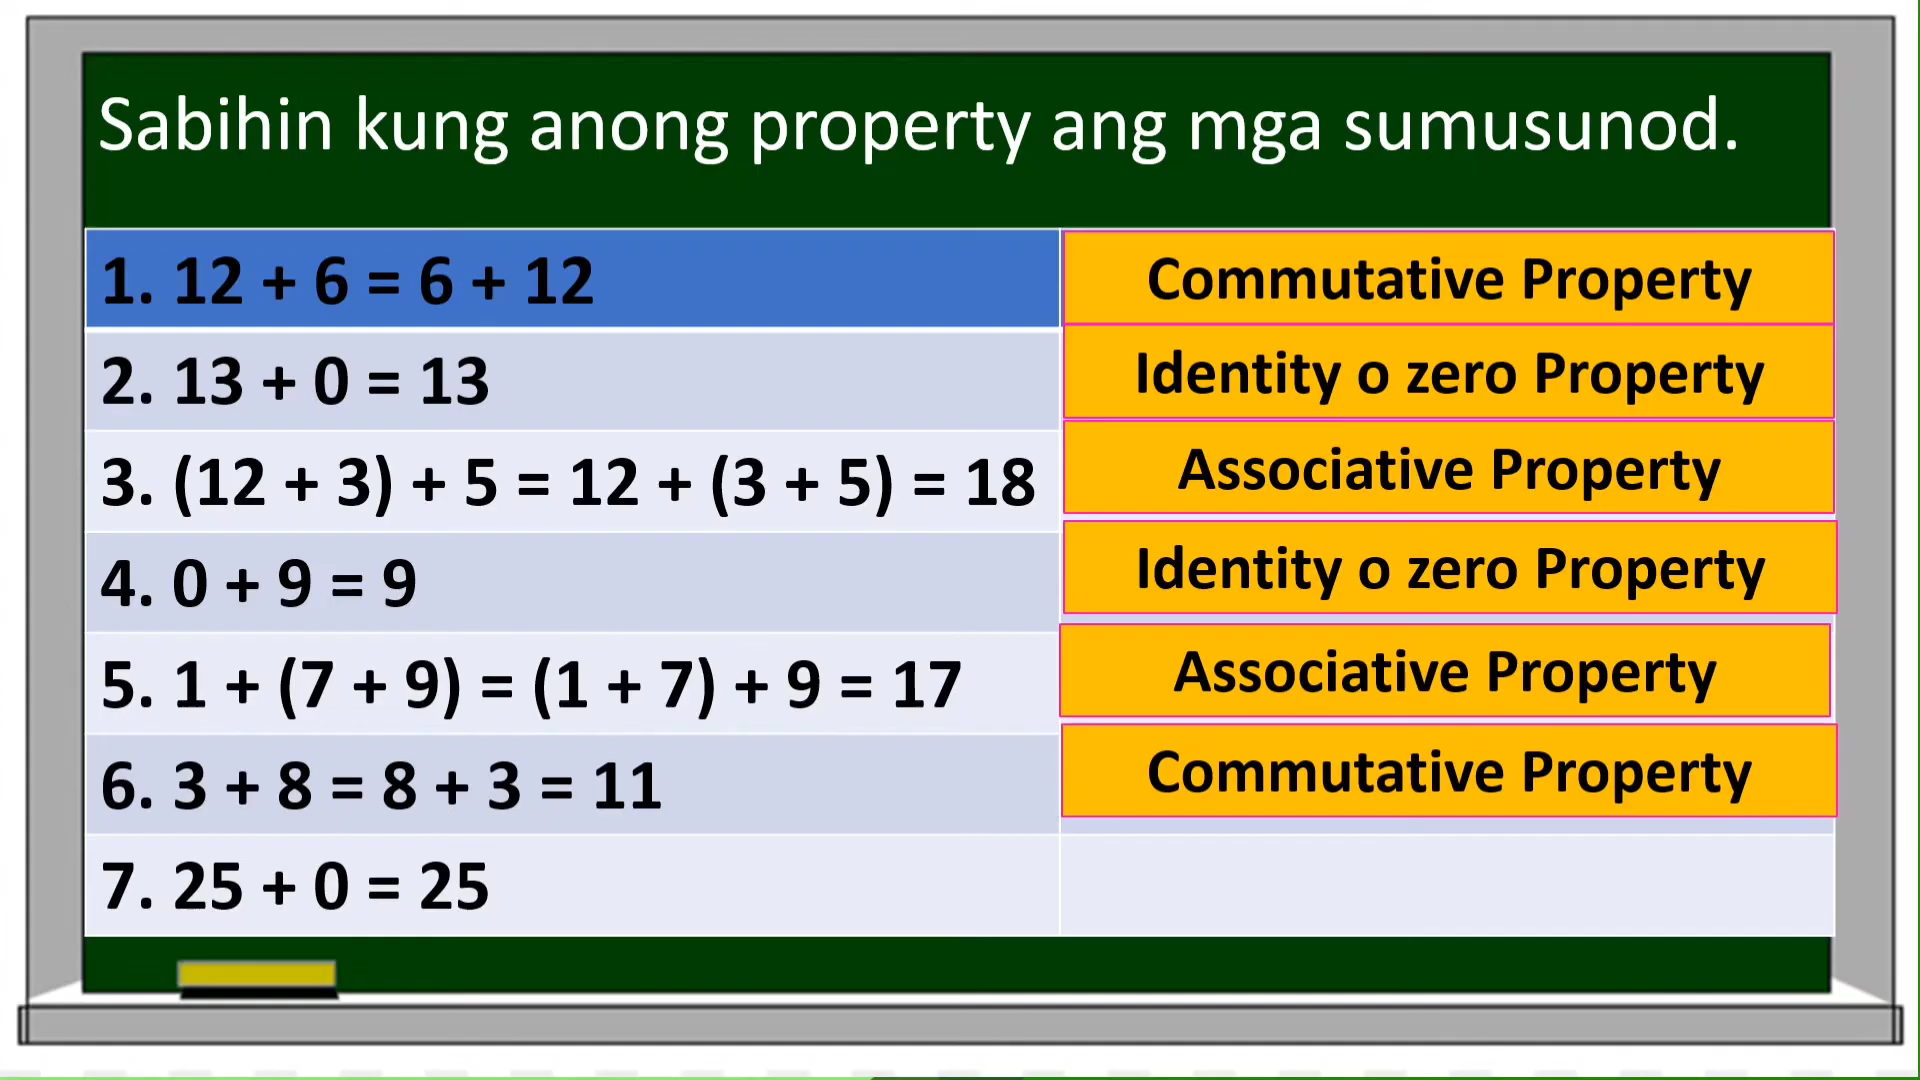 Sabihin kung anong property ang mga sumusunod.
1. 12 + 6 = 6 + 12
Commutative Property
2. 13 + 0 = 13
Identity o zero Property
3. (12 + 3) + 5 = 12 + (3 + 5) = 18
Associative Property
4. 0 + 9 = 9
Identity o zero Property
5. 1 + (7 + 9) = (1 + 7) + 9 = 17
Associative Property
6. 3 + 8 = 8 + 3 = 11
Commutative Property
7. 25 + 0 = 25